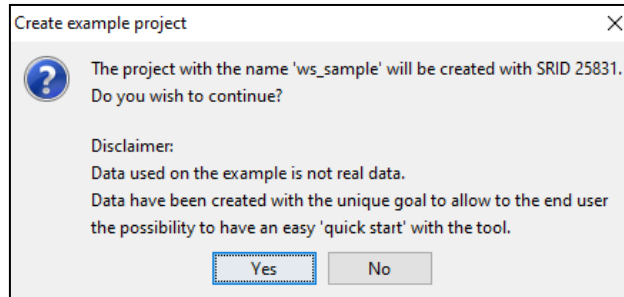 Create example project
The project with the name 'ws_sample' will be created with SRID 25831.
Do you wish to continue?
Disclaimer:
Data used on the example is not real data.
Data have been created with the unique goal to allow to the end user
the possibility to have an easy 'quick start' with the tool.
Yes No